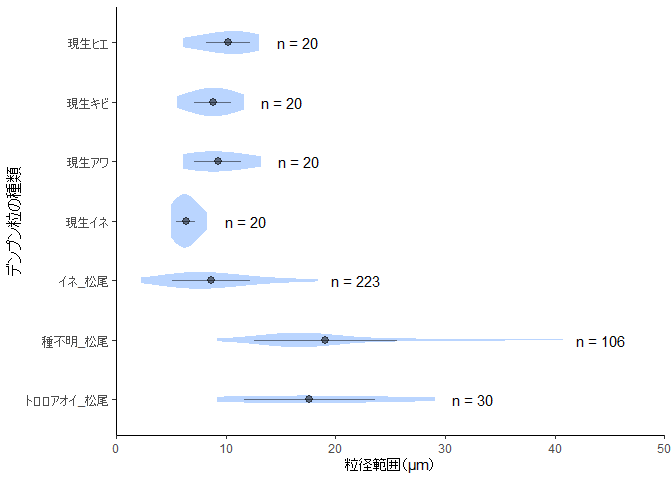 デンプン粒の種類
現生ヒエ
n = 20
現生キビ
n = 20
現生アワ
n = 20
現生イネ
n = 20
イネ_松尾
n = 223
種不明_松尾
n = 106
トロロアオイ_松尾
n = 30
0 10 20 30 40 50
粒径範囲(μm)